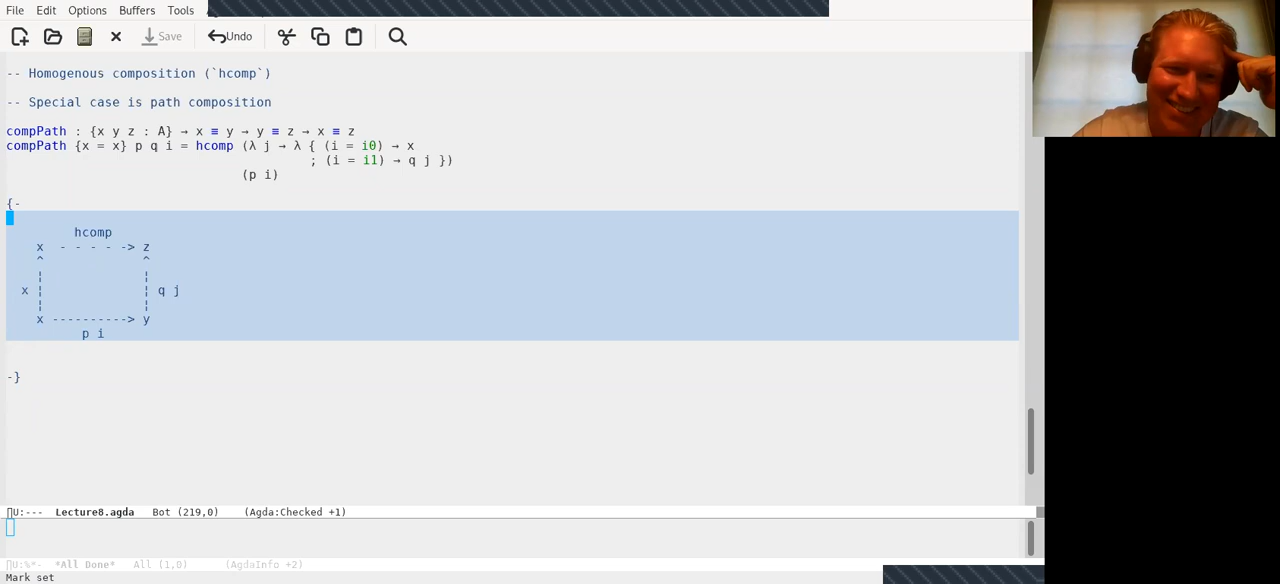 File Edit Options Buffers Tools
Save Undo
-- Homogenous composition (`hcomp`)
-- Special case is path composition
compPath : {x y z : A} → x ≡ y → y ≡ z → x ≡ z
compPath {x = x} p q i = hcomp (λ j → λ { (i = i0) → x
; (i = i1) → q j })
(p i)
{-
hcomp
x - - - - -> z
^ ^
¦ ¦
x ¦ ¦ q j
¦ ¦
x ----------> y
p i
-}
U:--- Lecture8.agda Bot (219,0) (Agda:Checked +1)
U:%*- *All Done* All (1,0) (AgdaInfo +2)
Mark set